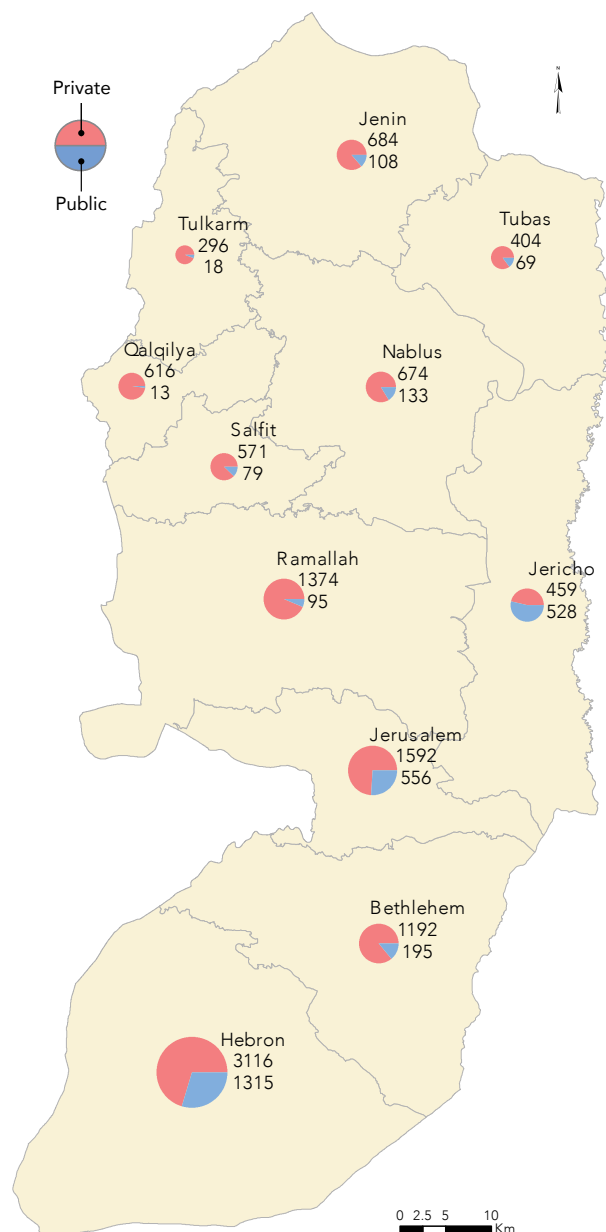 Private
Public
N
Jenin
684
108
Tulkarm
296
18
Tubas
404
69
Qalqilya
616
13
Nablus
674
133
Salfit
571
79
Ramallah
1374
95
Jericho
459
528
Jerusalem
1592
556
Bethlehem
1192
195
Hebron
3116
1315
0 2.5 5 10
Km